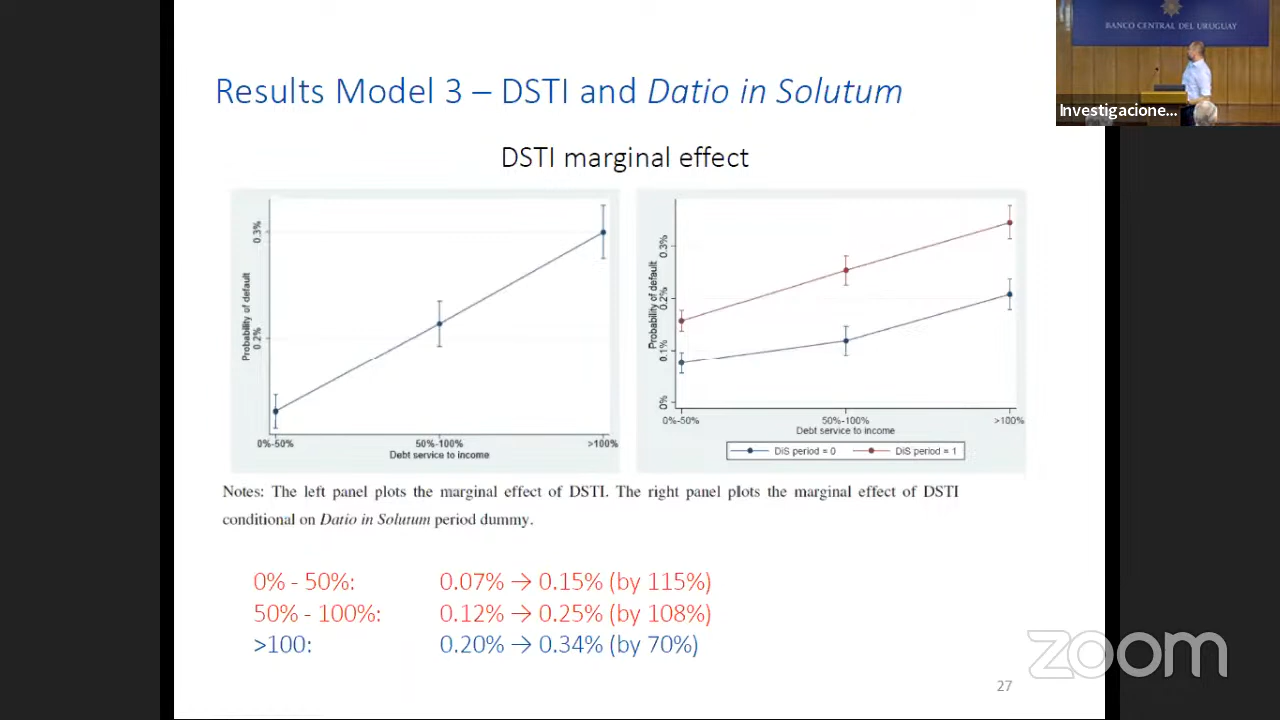 BANCO CENTRAL DEL URUGUAY
Investigacione...
Results Model 3 – DSTI and Datio in Solutum
DSTI marginal effect
Probability of default
0.3%
0.2%
0%-50%
50%-100%
>100%
Debt service to income
Probability of default
0.3%
0.2%
0.1%
0%
0%-50%
50%-100%
>100%
Debt service to income
DiS period = 0
DiS period = 1
Notes: The left panel plots the marginal effect of DSTI. The right panel plots the marginal effect of DSTI
conditional on Datio in Solutum period dummy.
0% - 50%: 0.07% → 0.15% (by 115%)
50% - 100%: 0.12% → 0.25% (by 108%)
>100: 0.20% → 0.34% (by 70%)
zoom
27